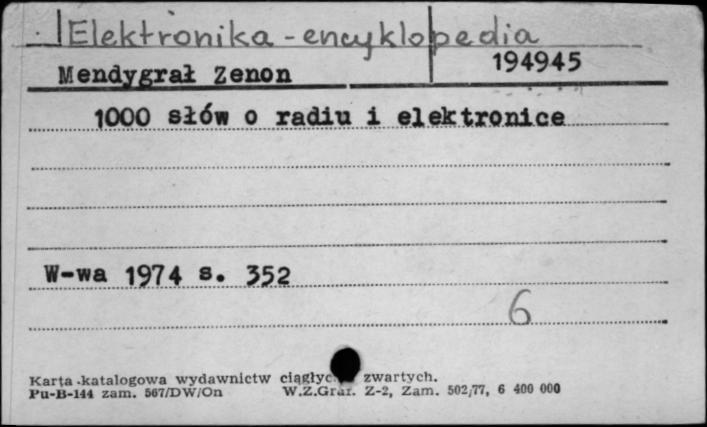 Elektronika - encyklopedia
Mendygrał Zenon 194945
1000 słów o radiu i elektronice
W-wa 1974 s. 352
6
Karta katalogowa wydawnictw zwartych.
Pu-B-144 zam. 567/DW/On W.Z.Graf. Z-2, Zam. 502/77, 6 400 000